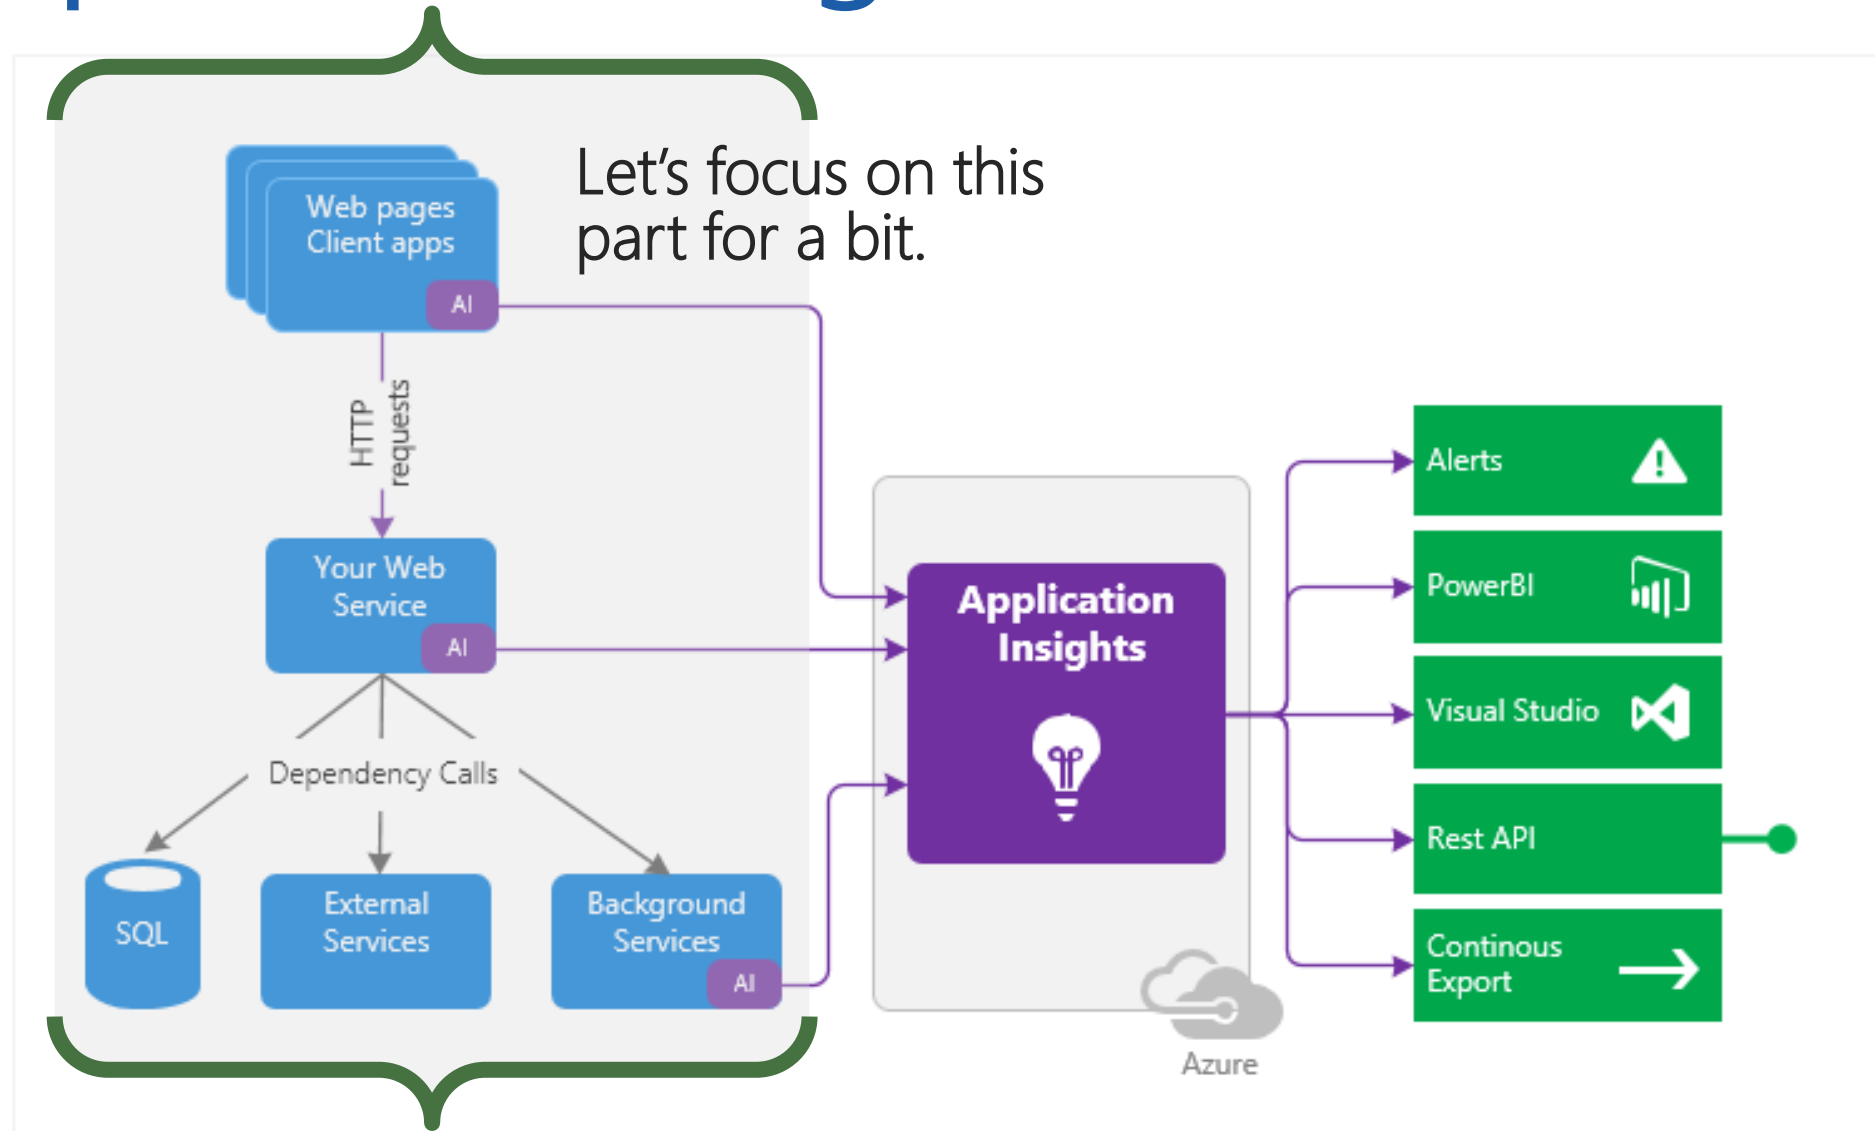 Let's focus on this
part for a bit.
Web pages
Client apps
AI
HTTP
requests
Your Web
Service
AI
Dependency Calls
SQL
External
Services
Background
Services
AI
Application
Insights
Azure
Alerts
PowerBI
Visual Studio
Rest API
Continous
Export